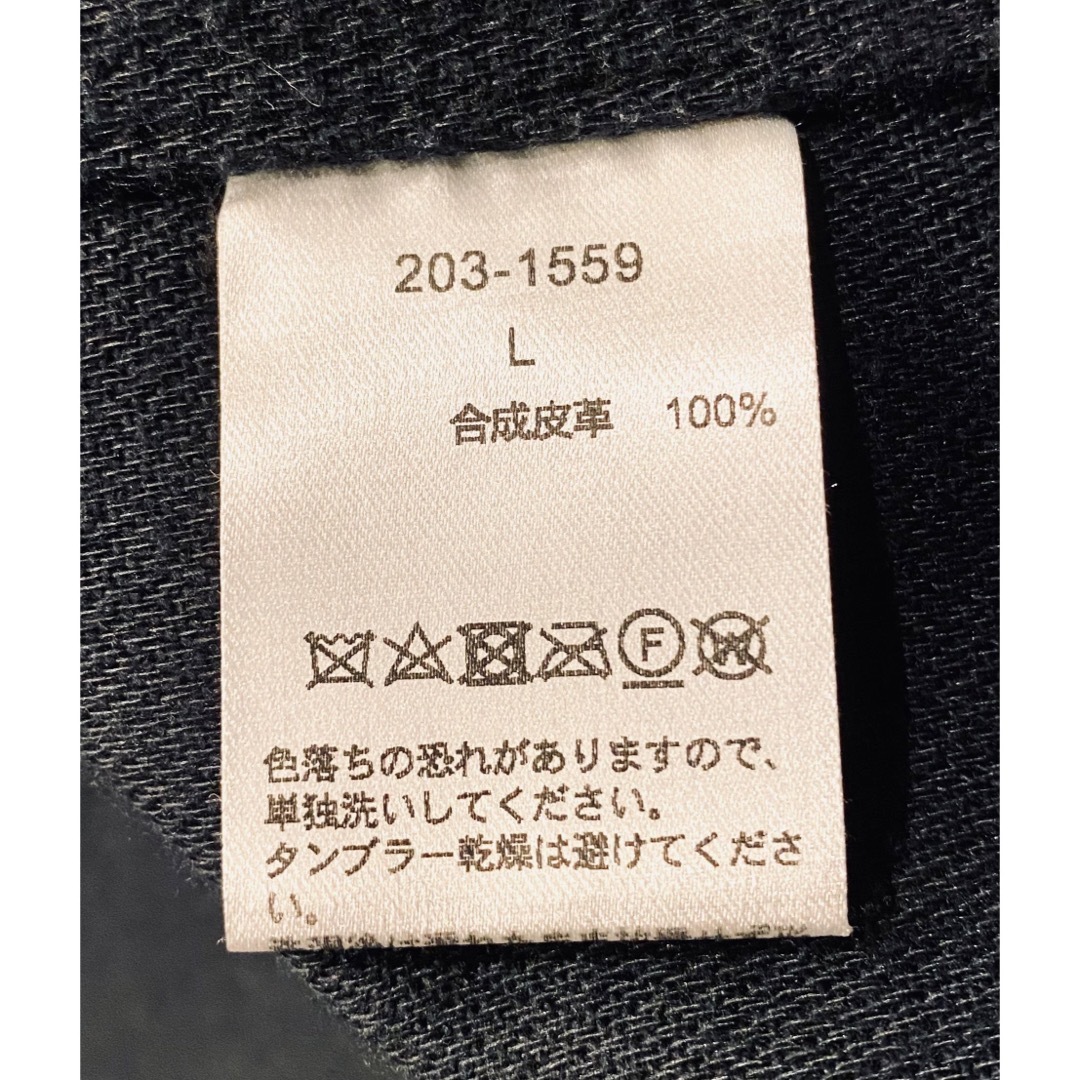 203-1559
L
合成皮革 100%
F
W
色落ちの恐れがありますので、
単独洗いしてください。
タンブラー乾燥は避けてくださ
い。